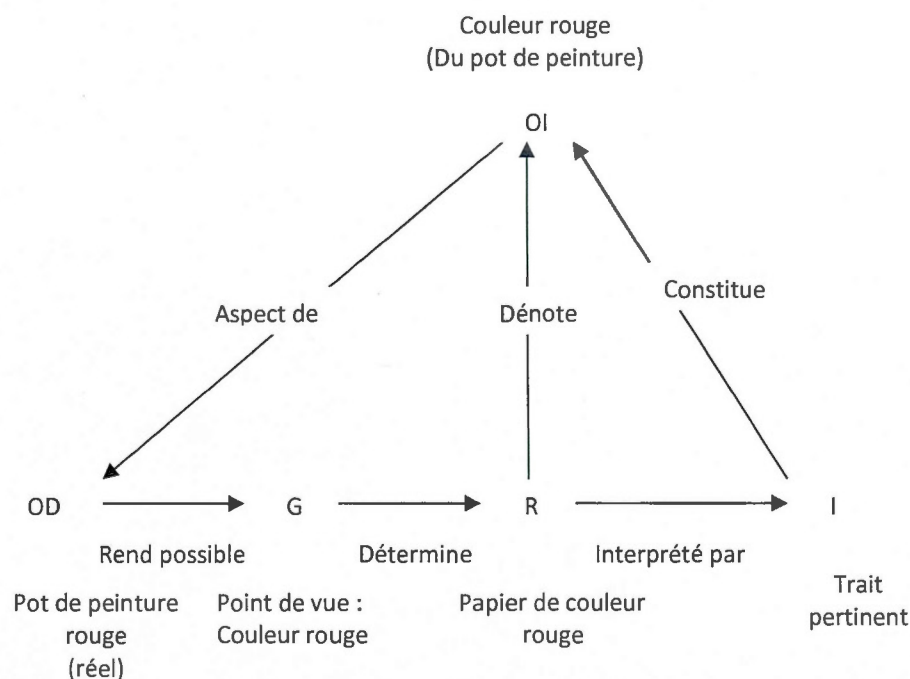 Couleur rouge
(Du pot de peinture)
OI
Aspect de
Dénote
Constitue
OD
G
R
I
Rend possible
Détermine
Interprété par
Pot de peinture
rouge
(réel)
Point de vue :
Couleur rouge
Papier de couleur
rouge
Trait
pertinent